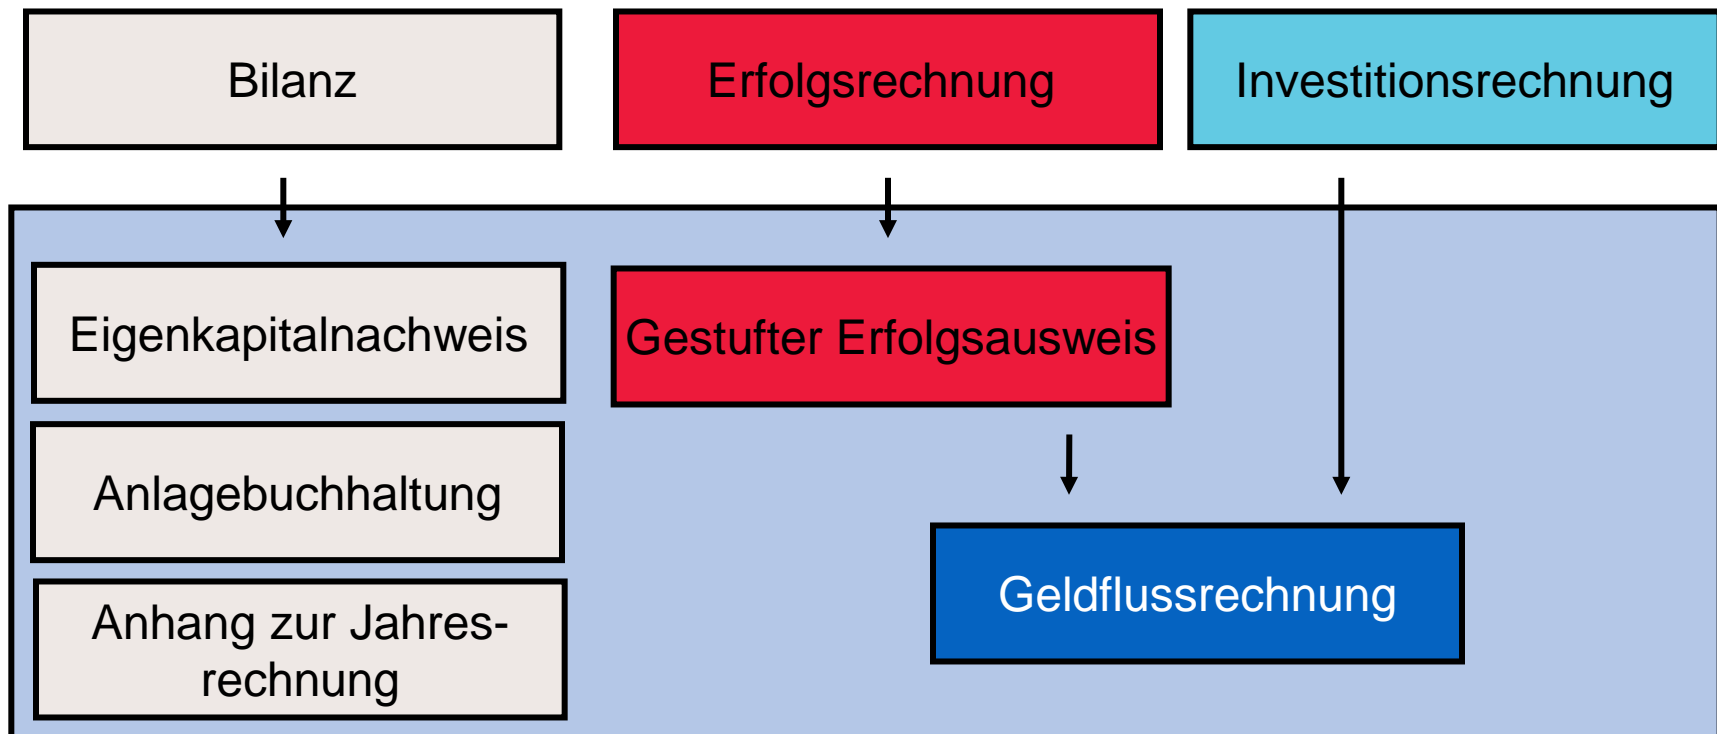 Bilanz
Erfolgsrechnung
Investitionsrechnung
Eigenkapitalnachweis
Gestufter Erfolgsausweis
Anlagebuchhaltung
Geldflussrechnung
Anhang zur Jahres-
rechnung